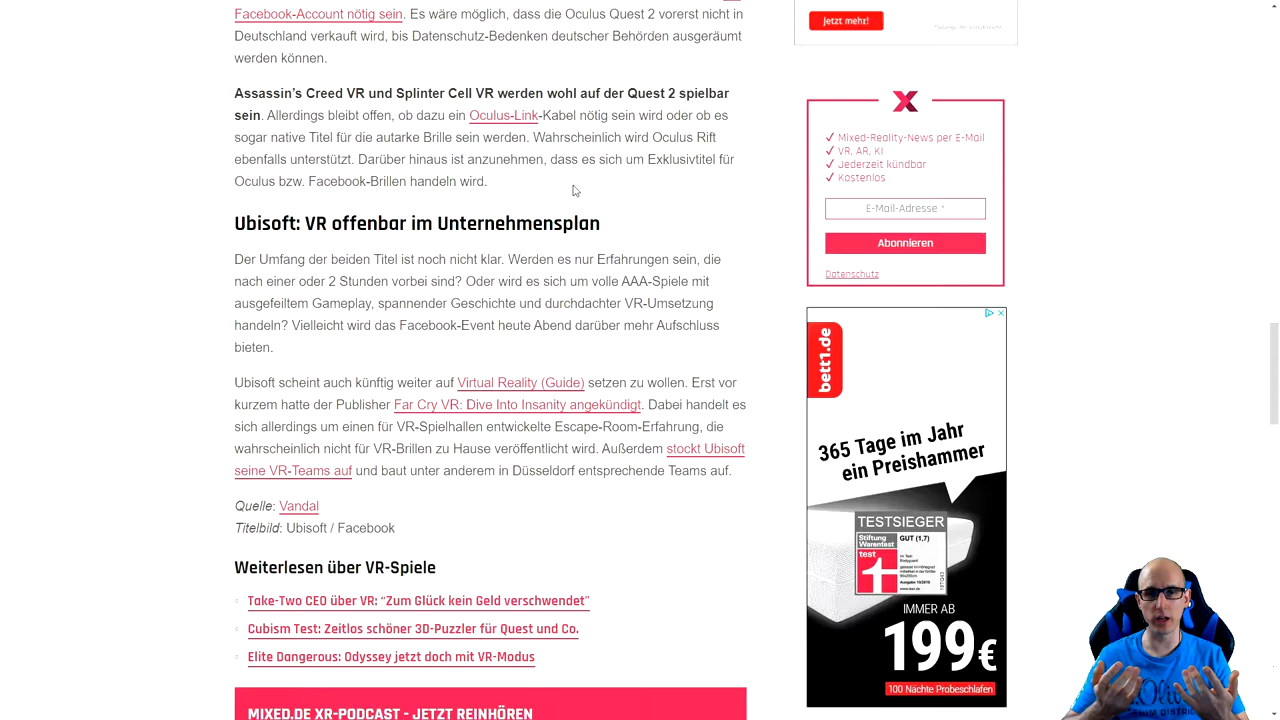 Facebook-Account nötig sein. Es wäre möglich, dass die Oculus Quest 2 vorerst nicht in
Deutschland verkauft wird, bis Datenschutz-Bedenken deutscher Behörden ausgeräumt
werden können.
Assassin's Creed VR und Splinter Cell VR werden wohl auf der Quest 2 spielbar
sein. Allerdings bleibt offen, ob dazu ein Oculus-Link-Kabel nötig sein wird oder ob es
sogar native Titel für die autarke Brille sein werden. Wahrscheinlich wird Oculus Rift
ebenfalls unterstützt. Darüber hinaus ist anzunehmen, dass es sich um Exklusivtitel für
Oculus bzw. Facebook-Brillen handeln wird.
Ubisoft: VR offenbar im Unternehmensplan
Der Umfang der beiden Titel ist noch nicht klar. Werden es nur Erfahrungen sein, die
nach einer oder 2 Stunden vorbei sind? Oder wird es sich um volle AAA-Spiele mit
ausgefeiltem Gameplay, spannender Geschichte und durchdachter VR-Umsetzung
handeln? Vielleicht wird das Facebook-Event heute Abend darüber mehr Aufschluss
bieten.
Ubisoft scheint auch künftig weiter auf Virtual Reality (Guide) setzen zu wollen. Erst vor
kurzem hatte der Publisher Far Cry VR: Dive Into Insanity angekündigt. Dabei handelt es
sich allerdings um einen für VR-Spielhallen entwickelte Escape-Room-Erfahrung, die
wahrscheinlich nicht für VR-Brillen zu Hause veröffentlicht wird. Außerdem stockt Ubisoft
seine VR-Teams auf und baut unter anderem in Düsseldorf entsprechende Teams auf.
Quelle: Vandal
Titelbild: Ubisoft / Facebook
Weiterlesen über VR-Spiele
Take-Two CEO über VR: “Zum Glück kein Geld verschwendet”
Cubism Test: Zeitlos schöner 3D-Puzzler für Quest und Co.
Elite Dangerous: Odyssey jetzt doch mit VR-Modus
MIXED.DE XR-PODCAST - JETZT REINHÖREN
Jetzt mehr!
✓ Mixed-Reality-News per E-Mail
✓ VR, AR, KI
✓ Jederzeit kündbar
✓ Kostenlos
E-Mail-Adresse *
Abonnieren
Datenschutz
bett1.de
365 Tage im Jahr
ein Preishammer
TESTSIEGER
Stiftung
Warentest
GUT (1,7)
test
IMMER AB
199€
100 Nächte Probeschlafen